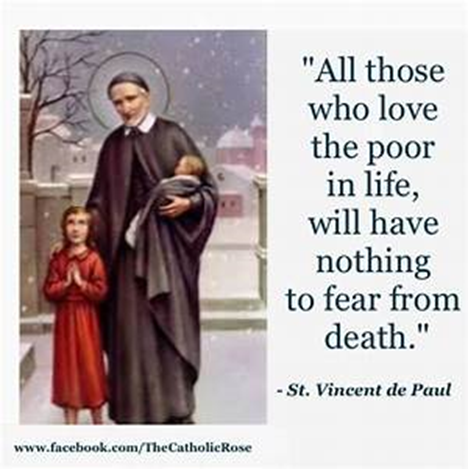 "All those
who love
the poor
in life,
will have
nothing
to fear from
death."
- St. Vincent de Paul
www.facebook.com/TheCatholicRose